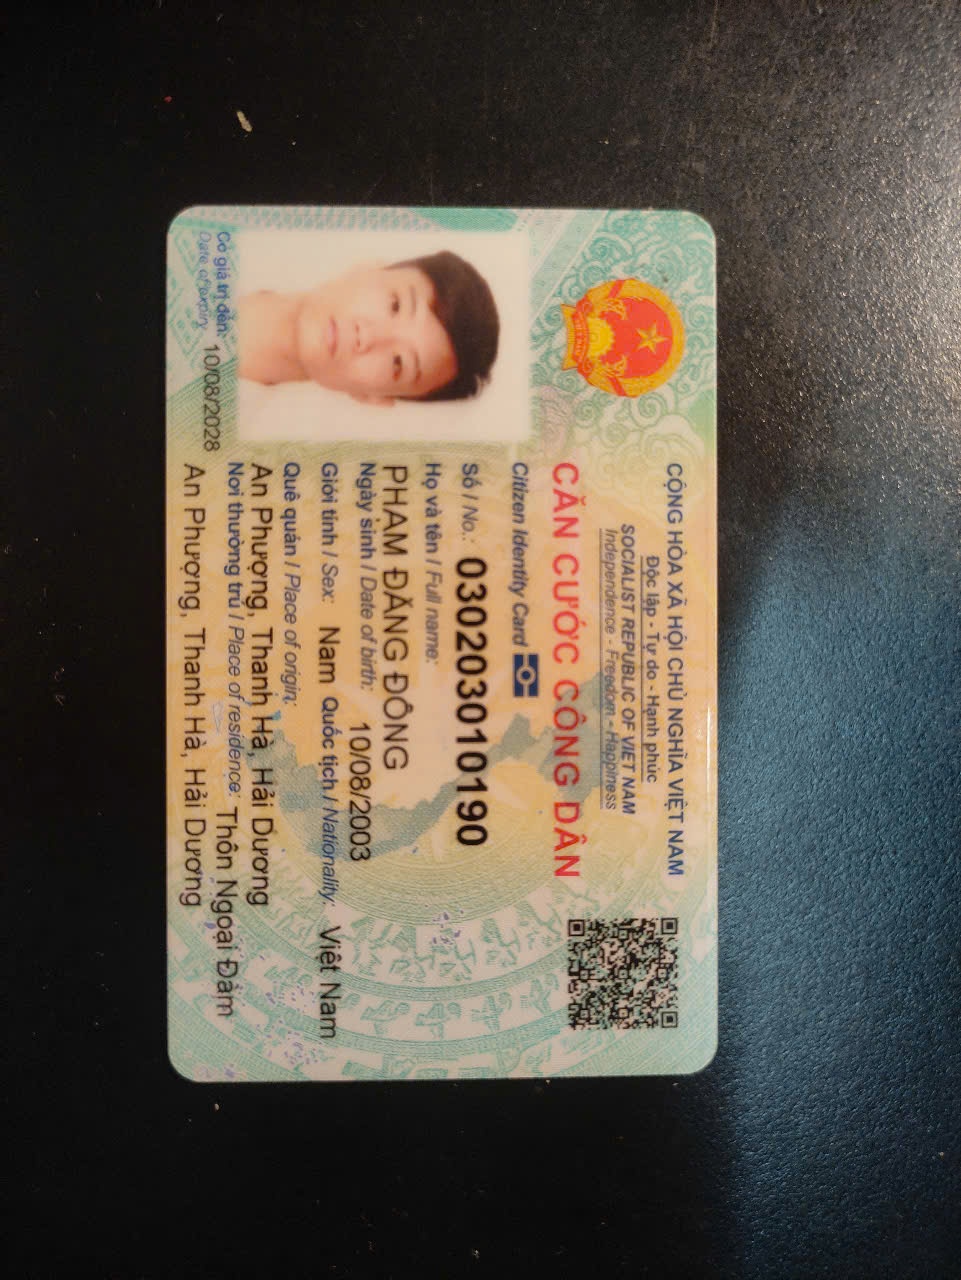 CỘNG HÒA XÃ HỘI CHỦ NGHĨA VIỆT NAM
Độc lập - Tự do - Hạnh phúc
SOCIALIST REPUBLIC OF VIET NAM
Independence - Freedom - Happiness
CĂN CƯỚC CÔNG DÂN
Citizen Identity Card
Số / No.: 030203010190
Họ và tên / Full name:
PHẠM ĐĂNG ĐÔNG
Ngày sinh / Date of birth: 10/08/2003
Giới tính / Sex: Nam Quốc tịch / Nationality: Việt Nam
Quê quán / Place of origin:
An Phượng, Thanh Hà, Hải Dương
Nơi thường trú / Place of residence: Thôn Ngoại Đàm
An Phượng, Thanh Hà, Hải Dương
Có giá trị đến: 10/08/2028
Date of expiry